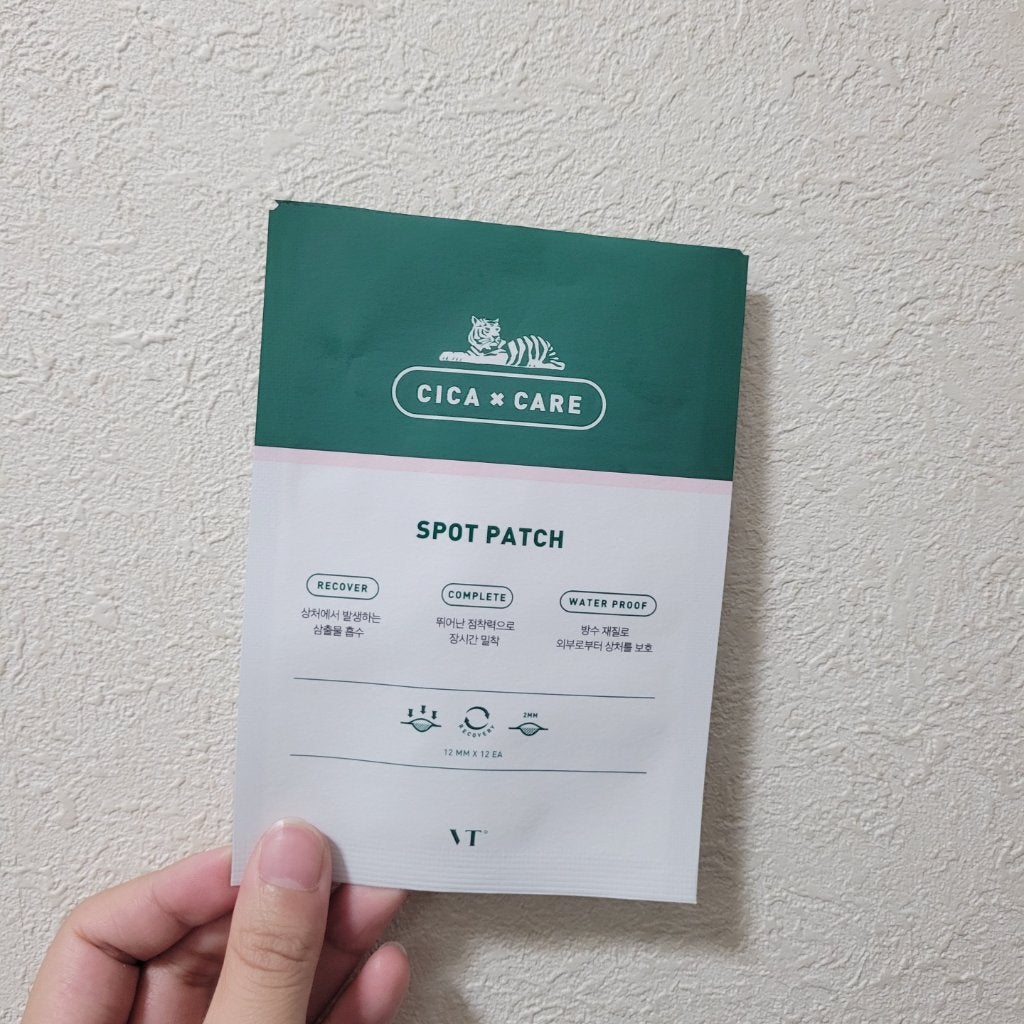 CICA × CARE
SPOT PATCH
RECOVER
상처에서 발생하는
삼출물 흡수
COMPLETE
뛰어난 점착력으로
장시간 밀착
WATER PROOF
방수 재질로
외부로부터 상처를 보호
RECOVERY
2MM
12 MM X 12 EA
VT